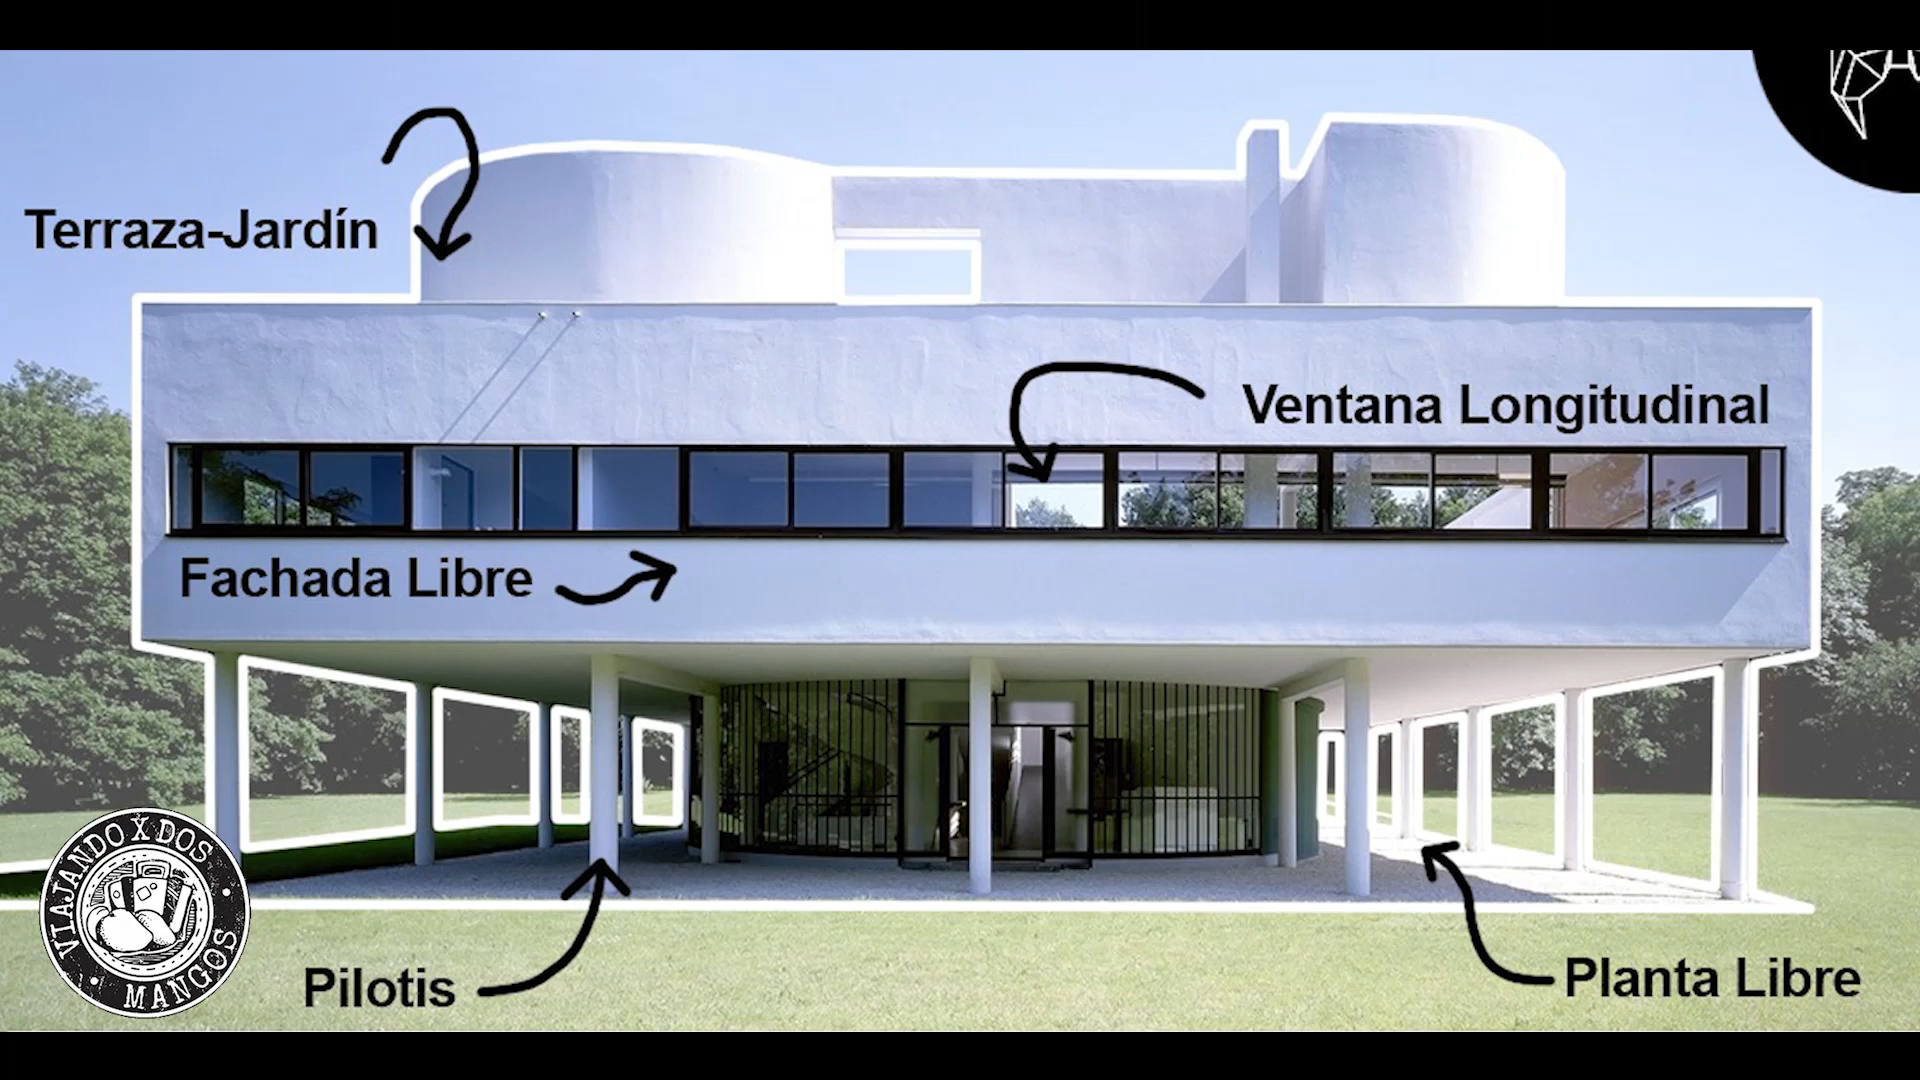 Terraza-Jardín
Ventana Longitudinal
Fachada Libre
Pilotis
Planta Libre
VIAJANDO X DOS
MANGOS